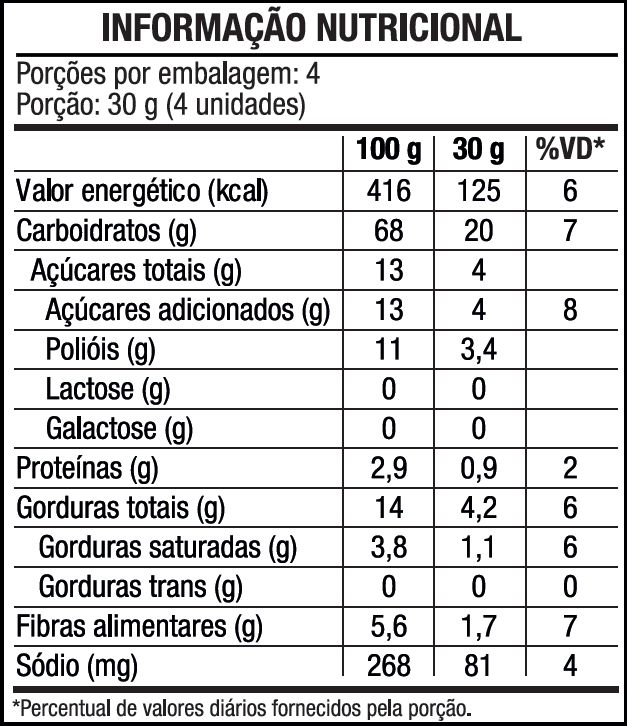 INFORMAÇÃO NUTRICIONAL
Porções por embalagem: 4
Porção: 30 g (4 unidades)
100 g 30 g %VD*
Valor energético (kcal) 416 125 6
Carboidratos (g) 68 20 7
Açúcares totais (g) 13 4
Açúcares adicionados (g) 13 4 8
Polióis (g) 11 3,4
Lactose (g) 0 0
Galactose (g) 0 0
Proteínas (g) 2,9 0,9 2
Gorduras totais (g) 14 4,2 6
Gorduras saturadas (g) 3,8 1,1 6
Gorduras trans (g) 0 0 0
Fibras alimentares (g) 5,6 1,7 7
Sódio (mg) 268 81 4
*Percentual de valores diários fornecidos pela porção.